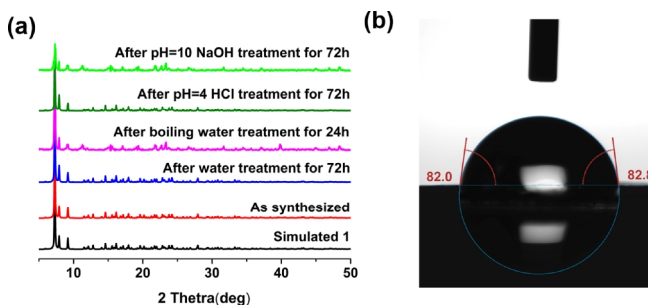 (a)
After pH=10 NaOH treatment for 72h
After pH=4 HCl treatment for 72h
After boiling water treatment for 24h
After water treatment for 72h
As synthesized
Simulated 1
10 20 30 40 50
2 Thetra(deg)
(b)
82.0 82.8